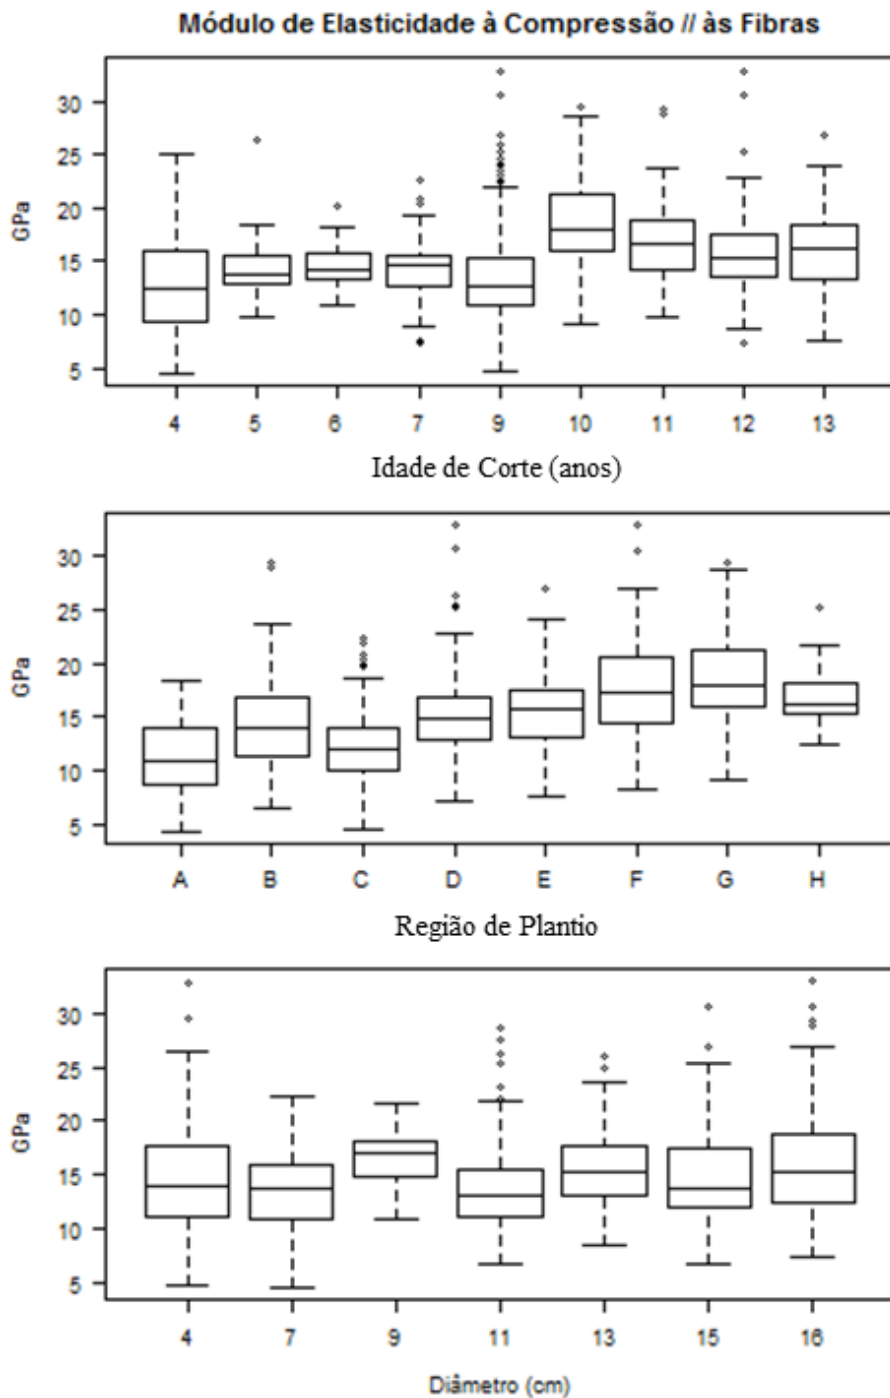 Módulo de Elasticidade à Compressão // às Fibras
GPa
30
25
20
15
10
5
4 5 6 7 9 10 11 12 13
Idade de Corte (anos)
GPa
30
25
20
15
10
5
A B C D E F G H
Região de Plantio
GPa
30
25
20
15
10
5
4 7 9 11 13 15 16
Diâmetro (cm)